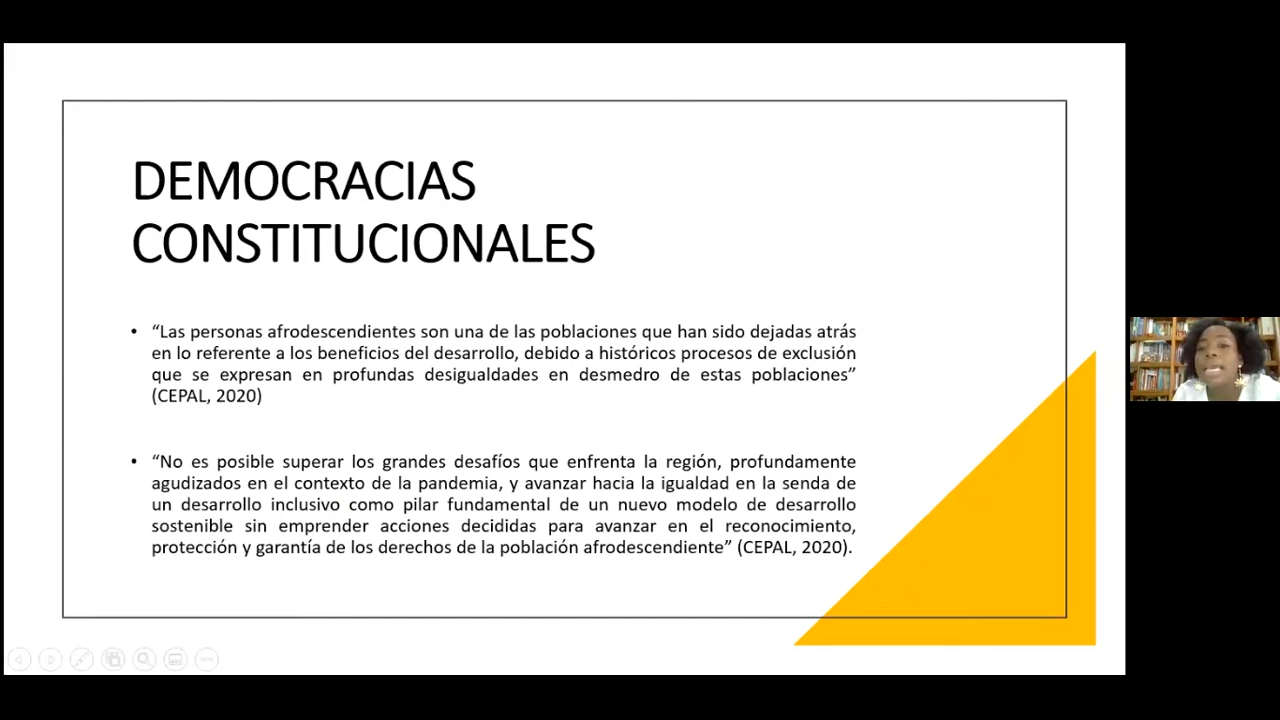 DEMOCRACIAS
CONSTITUCIONALES
• “Las personas afrodescendientes son una de las poblaciones que han sido dejadas atrás
en lo referente a los beneficios del desarrollo, debido a históricos procesos de exclusión
que se expresan en profundas desigualdades en desmedro de estas poblaciones”
(CEPAL, 2020)
• “No es posible superar los grandes desafíos que enfrenta la región, profundamente
agudizados en el contexto de la pandemia, y avanzar hacia la igualdad en la senda de
un desarrollo inclusivo como pilar fundamental de un nuevo modelo de desarrollo
sostenible sin emprender acciones decididas para avanzar en el reconocimiento,
protección y garantía de los derechos de la población afrodescendiente” (CEPAL, 2020).